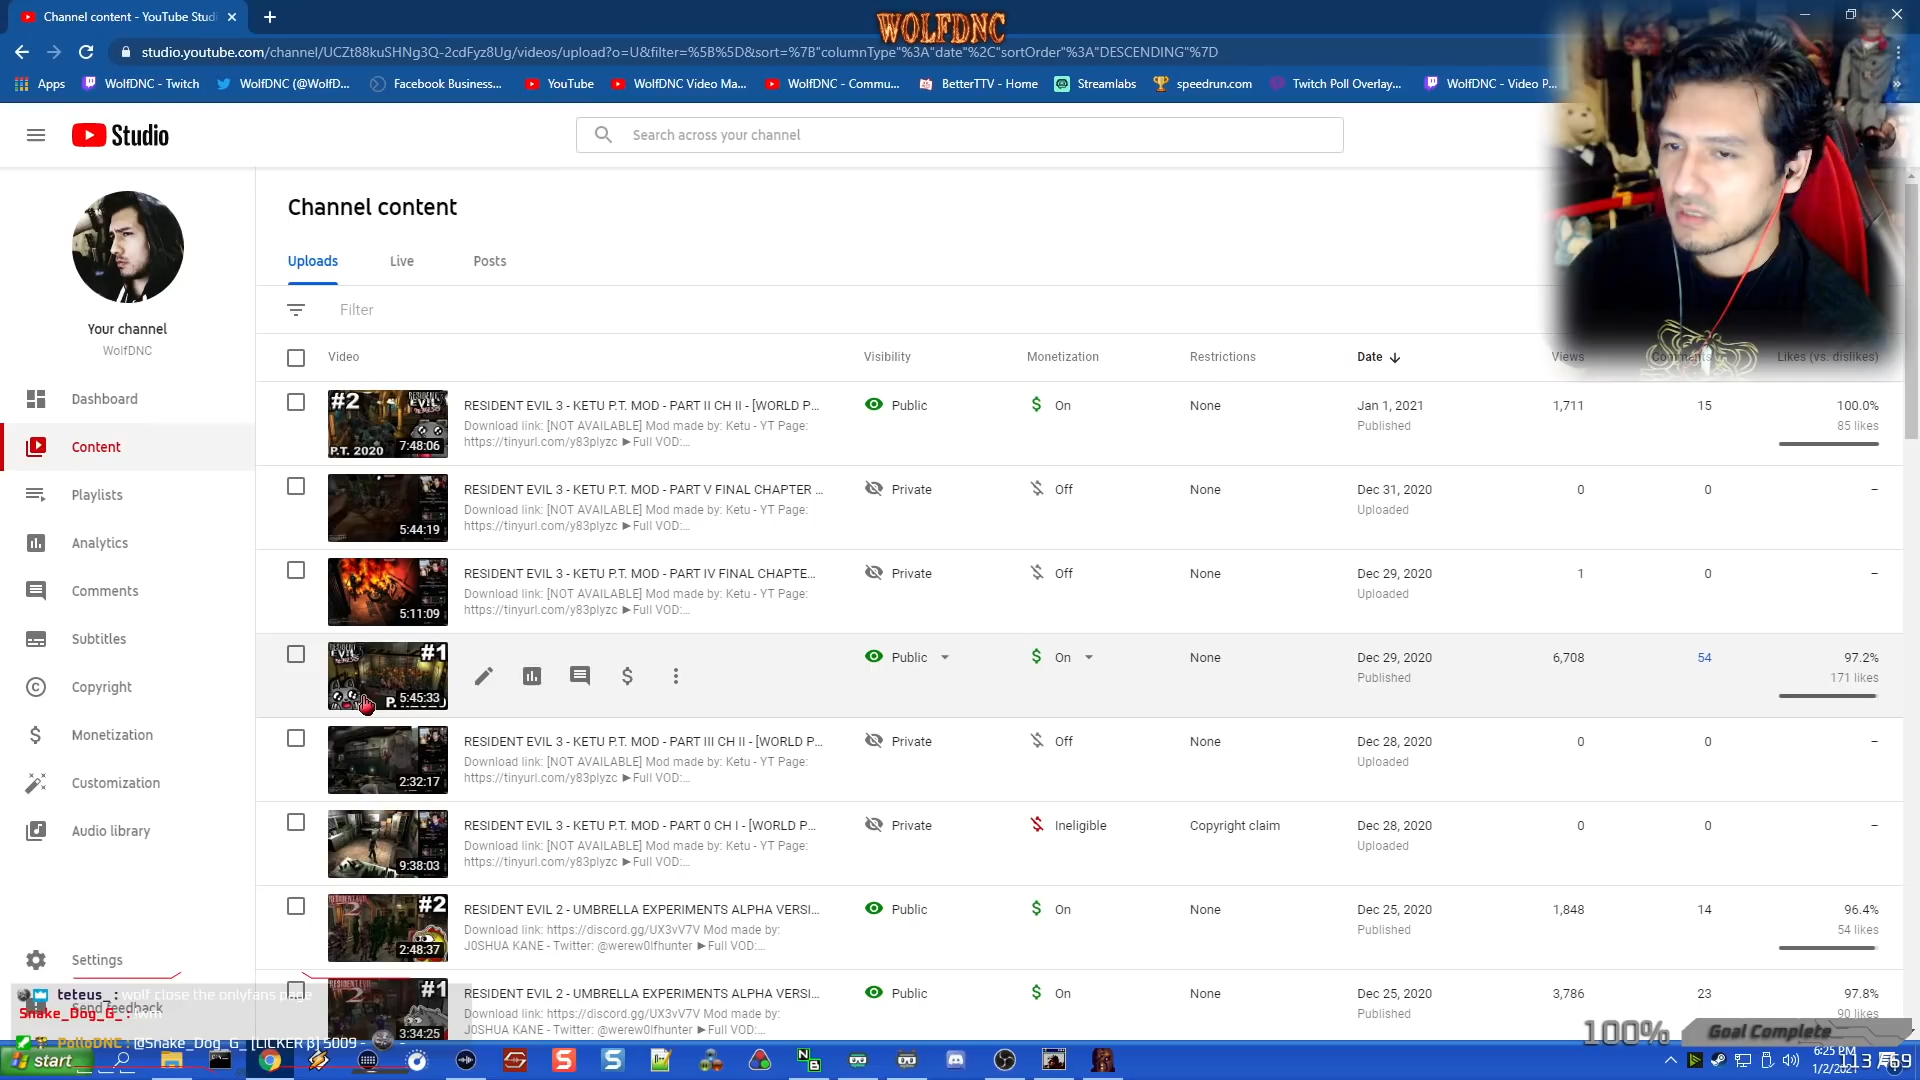 Channel content - YouTube Stud
WOLFDNC
studio.youtube.com/channel/UCZt88kuSHNg3Q-2cdFyz8Ug/videos/upload?o=U&filter=%5B%5D&sort=%7B"columnType"%3A"date"%2C"sortOrder"%3A"DESCENDING"%7D
Apps WolfDNC - Twitch WolfDNC (@WolfD... Facebook Business... YouTube WolfDNC Video Ma... WolfDNC - Commu... BetterTTV - Home Streamlabs speedrun.com Twitch Poll Overlay... WolfDNC - Video P...
Studio
Search across your channel
Channel content
Uploads Live Posts
Filter
Your channel
WolfDNC
Dashboard
Content
Playlists
Analytics
Comments
Subtitles
Copyright
Monetization
Customization
Audio library
Settings
Send feedback
Video Visibility Monetization Restrictions Date Views Comments Likes (vs. dislikes)
#2
P.T. 2020 7:48:06
RESIDENT EVIL 3 - KETU P.T. MOD - PART II CH II - [WORLD P... Public On None Jan 1, 2021 1,711 15 100.0%
Download link: [NOT AVAILABLE] Mod made by: Ketu - YT Page: Published 85 likes
https://tinyurl.com/y83plyzc ►Full VOD:...
5:44:19
RESIDENT EVIL 3 - KETU P.T. MOD - PART V FINAL CHAPTER ... Private Off None Dec 31, 2020 0 0 –
Download link: [NOT AVAILABLE] Mod made by: Ketu - YT Page: Uploaded
https://tinyurl.com/y83plyzc ►Full VOD:...
5:11:09
RESIDENT EVIL 3 - KETU P.T. MOD - PART IV FINAL CHAPTE... Private Off None Dec 29, 2020 1 0 –
Download link: [NOT AVAILABLE] Mod made by: Ketu - YT Page: Uploaded
https://tinyurl.com/y83plyzc ►Full VOD:...
#1
5:45:33
Public On None Dec 29, 2020 6,708 54 97.2%
Published 171 likes
2:32:17
RESIDENT EVIL 3 - KETU P.T. MOD - PART III CH II - [WORLD P... Private Off None Dec 28, 2020 0 0 –
Download link: [NOT AVAILABLE] Mod made by: Ketu - YT Page: Uploaded
https://tinyurl.com/y83plyzc ►Full VOD:...
9:38:03
RESIDENT EVIL 3 - KETU P.T. MOD - PART 0 CH I - [WORLD P... Private Ineligible Copyright claim Dec 28, 2020 0 0 –
Download link: [NOT AVAILABLE] Mod made by: Ketu - YT Page: Uploaded
https://tinyurl.com/y83plyzc ►Full VOD:...
#2
2:48:37
RESIDENT EVIL 2 - UMBRELLA EXPERIMENTS ALPHA VERSI... Public On None Dec 25, 2020 1,848 14 96.4%
Download link: https://discord.gg/UX3vV7V Mod made by: Published 54 likes
J0SHUA KANE - Twitter: @werew0lfhunter ►Full VOD:...
#1
3:34:25
RESIDENT EVIL 2 - UMBRELLA EXPERIMENTS ALPHA VERSI... Public On None Dec 25, 2020 3,786 23 97.8%
Download link: https://discord.gg/UX3vV7V Mod made by: Published 90 likes
J0SHUA KANE - Twitter: @werew0lfhunter ►Full VOD:...
teteus_ : wolf close the onlyfans page
Snake_Dog_G_ :
PolloDNC : @Snake_Dog_G_ [LICKER β] 5009 -
100% Goal Complete
start
6:25 PM